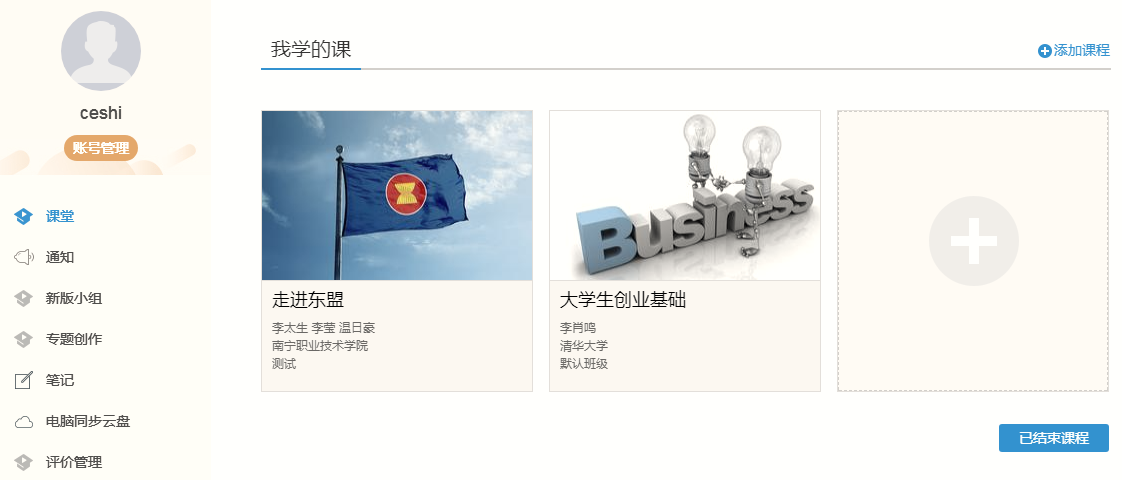 ceshi
账号管理
课堂
通知
新版小组
专题创作
笔记
电脑同步云盘
评价管理
我学的课
添加课程
走进东盟
李太生 李莹 温日豪
南宁职业技术学院
测试
Business
大学生创业基础
李肖鸣
清华大学
默认班级
已结束课程